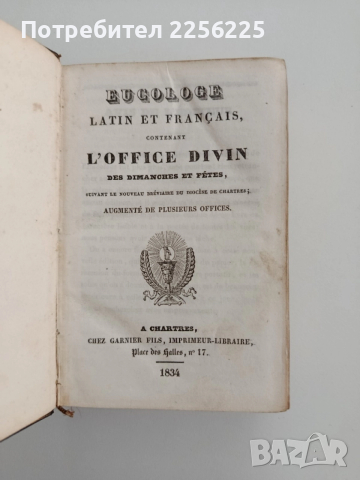 Потребител 2256225
EUCOLOGE
LATIN ET FRANÇAIS,
CONTENANT
L'OFFICE DIVIN
DES DIMANCHES ET FÊTES,
SUIVANT LE NOUVEAU BRÉVIAIRE DU DIOCÈSE DE CHARTRES;
AUGMENTÉ DE PLUSIEURS OFFICES.
A CHARTRES,
CHEZ GARNIER FILS, IMPRIMEUR-LIBRAIRE,
Place des Halles, nº 17.
1834
BAZAR